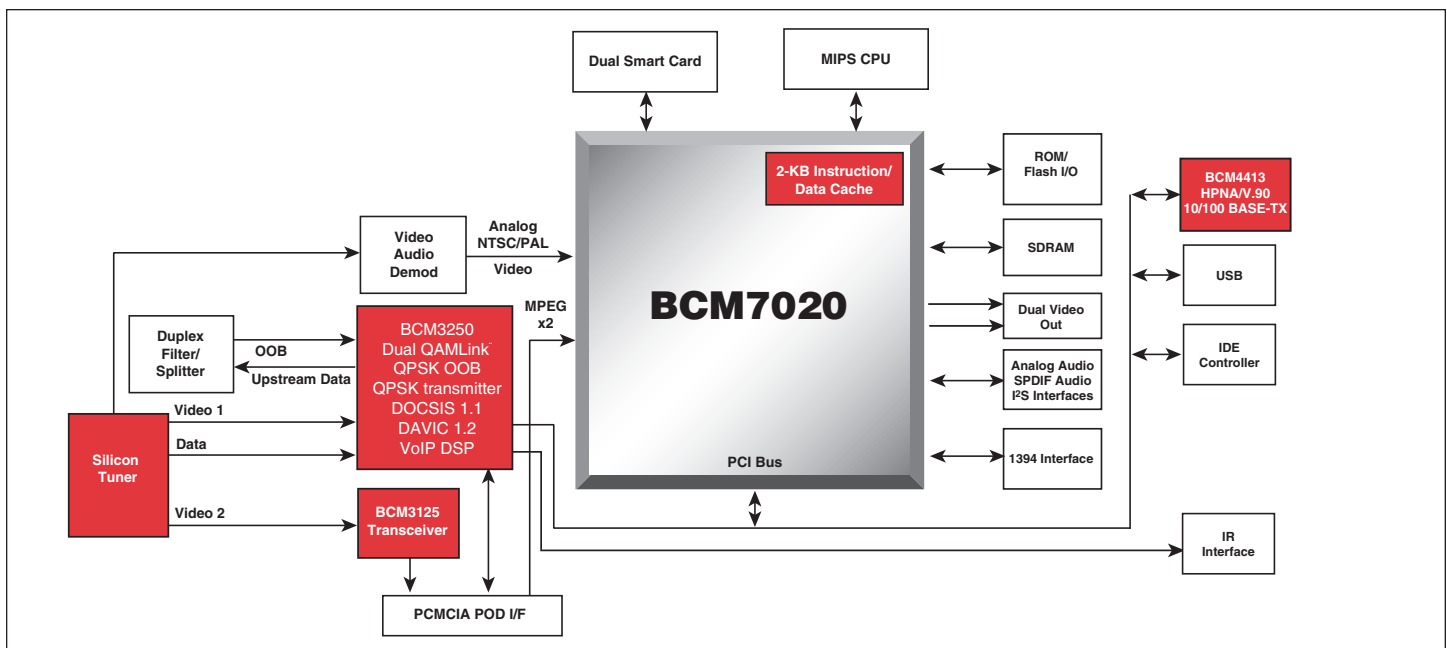 Dual Smart Card
MIPS CPU
2-KB Instruction/
Data Cache
ROM/
Flash I/O
BCM4413
HPNA/V.90
10/100 BASE-TX
Video
Audio
Demod
Analog
NTSC/PAL
Video
SDRAM
USB
BCM7020
MPEG
x2
Dual Video
Out
Duplex
Filter/
Splitter
OOB
Upstream Data
BCM3250
Dual QAMLink
QPSK OOB
QPSK transmitter
DOCSIS 1.1
DAVIC 1.2
VoIP DSP
IDE
Controller
Analog Audio
SPDIF Audio
I²S Interfaces
Video 1
Data
Silicon
Tuner
PCI Bus
1394 Interface
Video 2
BCM3125
Transceiver
IR
Interface
PCMCIA POD I/F